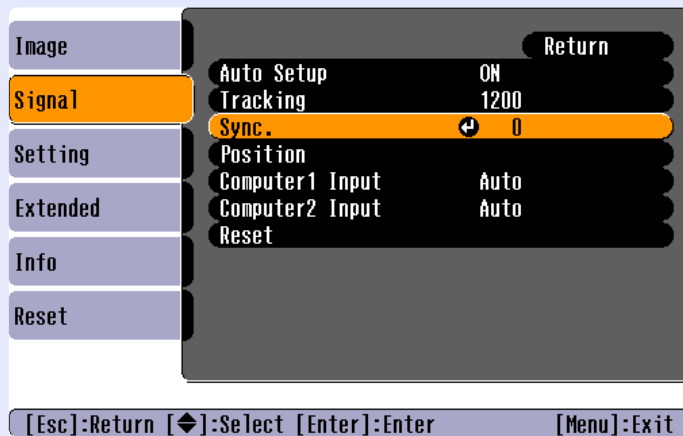 Image
Signal
Setting
Extended
Info
Reset
Return
Auto Setup ON
Tracking 1200
Sync. 0
Position
Computer1 Input Auto
Computer2 Input Auto
Reset
[Esc]:Return [◆]:Select [Enter]:Enter [Menu]:Exit